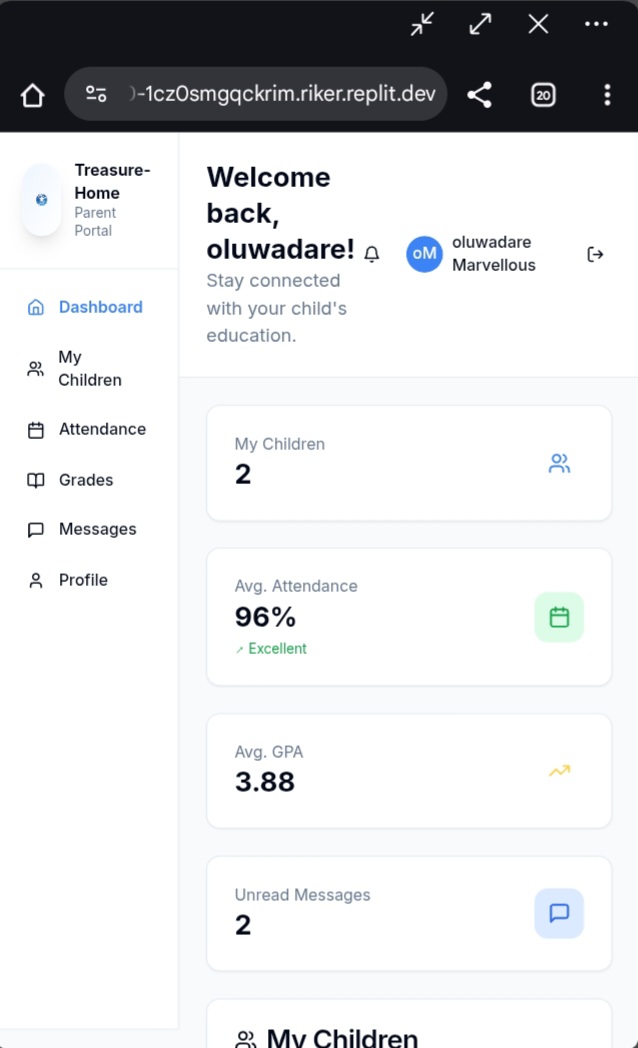 )-1cz0smgqckrim.riker.replit.dev
20
Treasure-
Home
Parent
Portal
Dashboard
My
Children
Attendance
Grades
Messages
Profile
Welcome
back,
oluwadare!
Stay connected
with your child's
education.
oM
oluwadare
Marvellous
My Children
2
Avg. Attendance
96%
↗ Excellent
Avg. GPA
3.88
Unread Messages
2
My Children